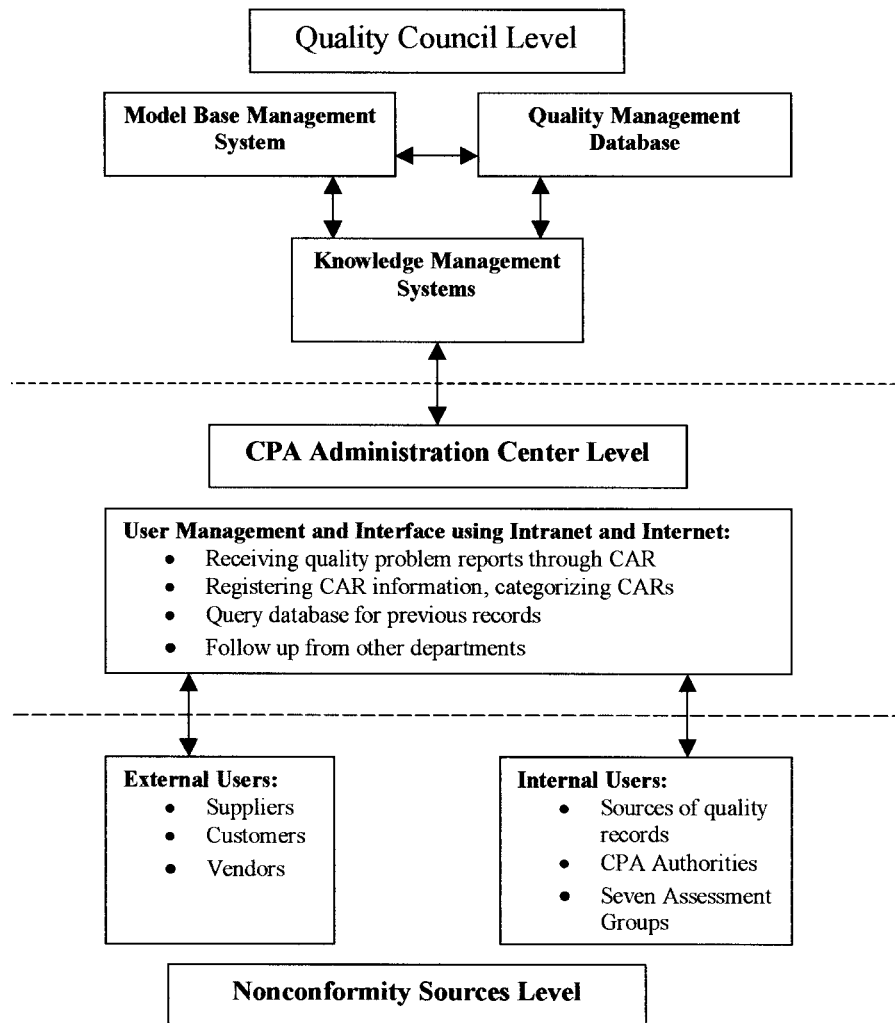 Quality Council Level
Model Base Management
System
Quality Management
Database
Knowledge Management
Systems
CPA Administration Center Level
User Management and Interface using Intranet and Internet:
• Receiving quality problem reports through CAR
• Registering CAR information, categorizing CARs
• Query database for previous records
• Follow up from other departments
External Users:
• Suppliers
• Customers
• Vendors
Internal Users:
• Sources of quality
records
• CPA Authorities
• Seven Assessment
Groups
Nonconformity Sources Level